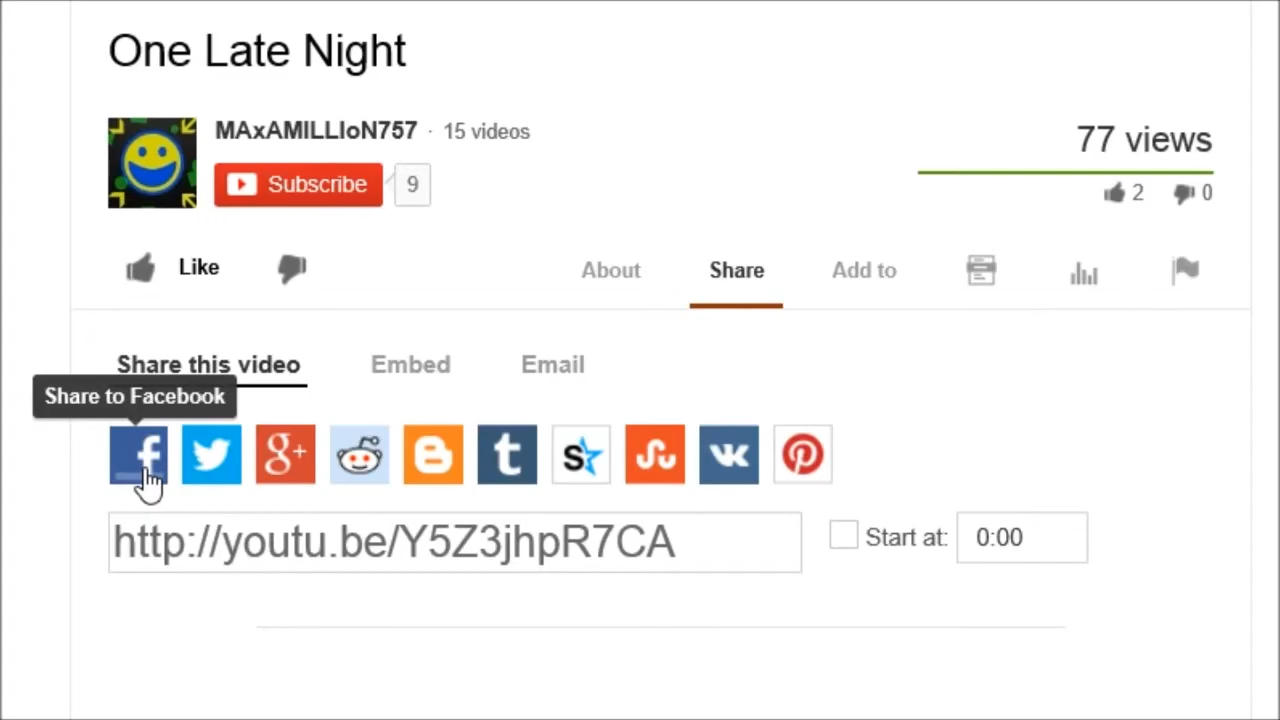 One Late Night
MAxAMILLIoN757 · 15 videos
77 views
Subscribe 9
2 0
Like
About Share Add to
Share this video Embed Email
Share to Facebook
f g+ t S
http://youtu.be/Y5Z3jhpR7CA Start at: 0:00